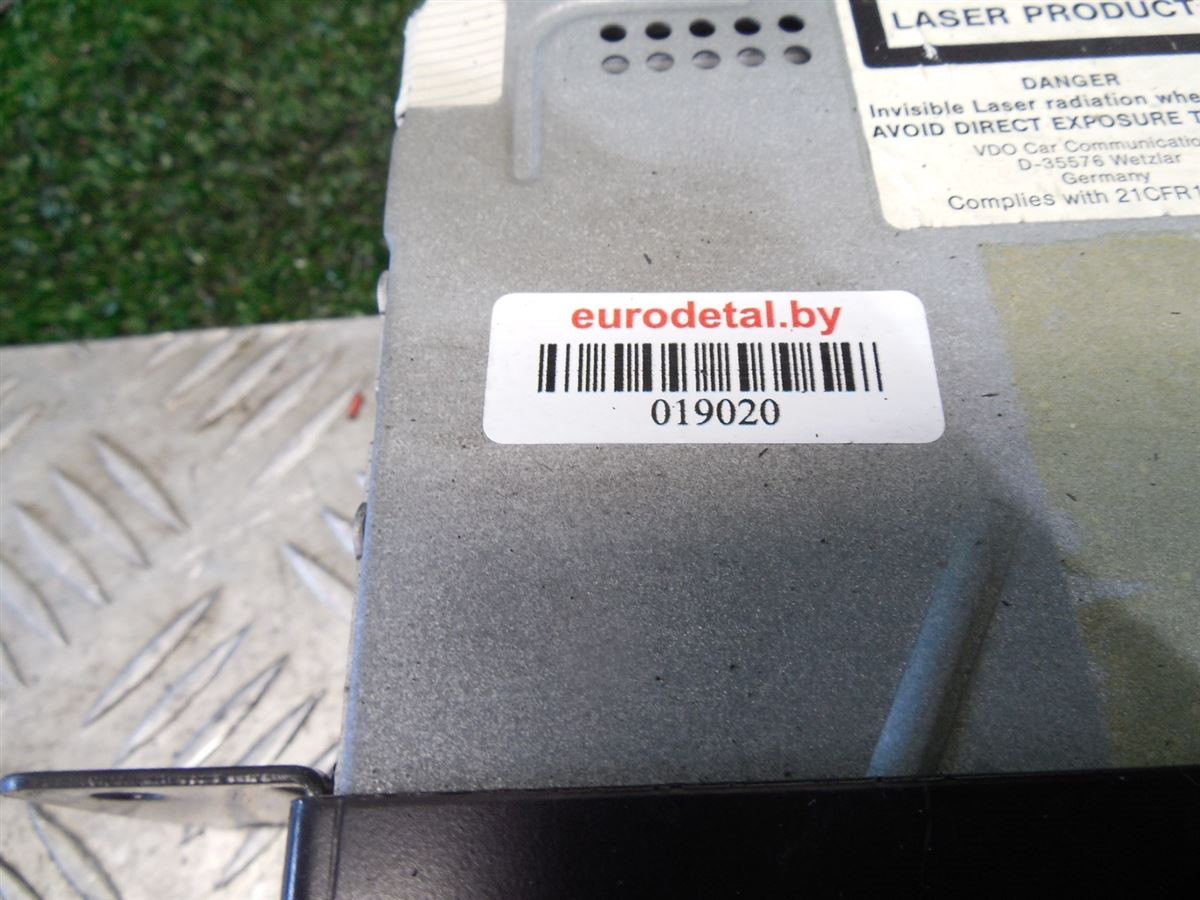 LASER PRODUCT
DANGER
Invisible Laser radiation whe
AVOID DIRECT EXPOSURE T
VDO Car Communicatio
D-35576 Wetzlar
Germany
Complies with 21CFR1
eurodetal.by
019020